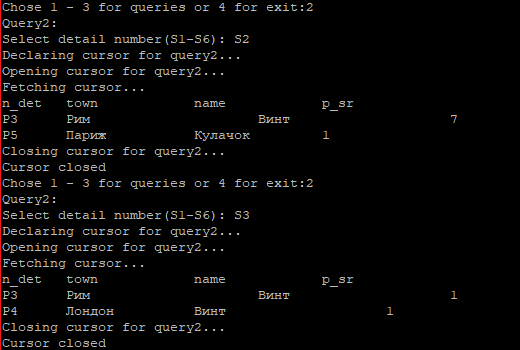 Chose 1 - 3 for queries or 4 for exit:2
Query2:
Select detail number(S1-S6): S2
Declaring cursor for query2...
Opening cursor for query2...
Fetching cursor...
n_det town name p_sr
P3 Рим Винт 7
P5 Париж Кулачок 1
Closing cursor for query2...
Cursor closed
Chose 1 - 3 for queries or 4 for exit:2
Query2:
Select detail number(S1-S6): S3
Declaring cursor for query2...
Opening cursor for query2...
Fetching cursor...
n_det town name p_sr
P3 Рим Винт 1
P4 Лондон Винт 1
Closing cursor for query2...
Cursor closed